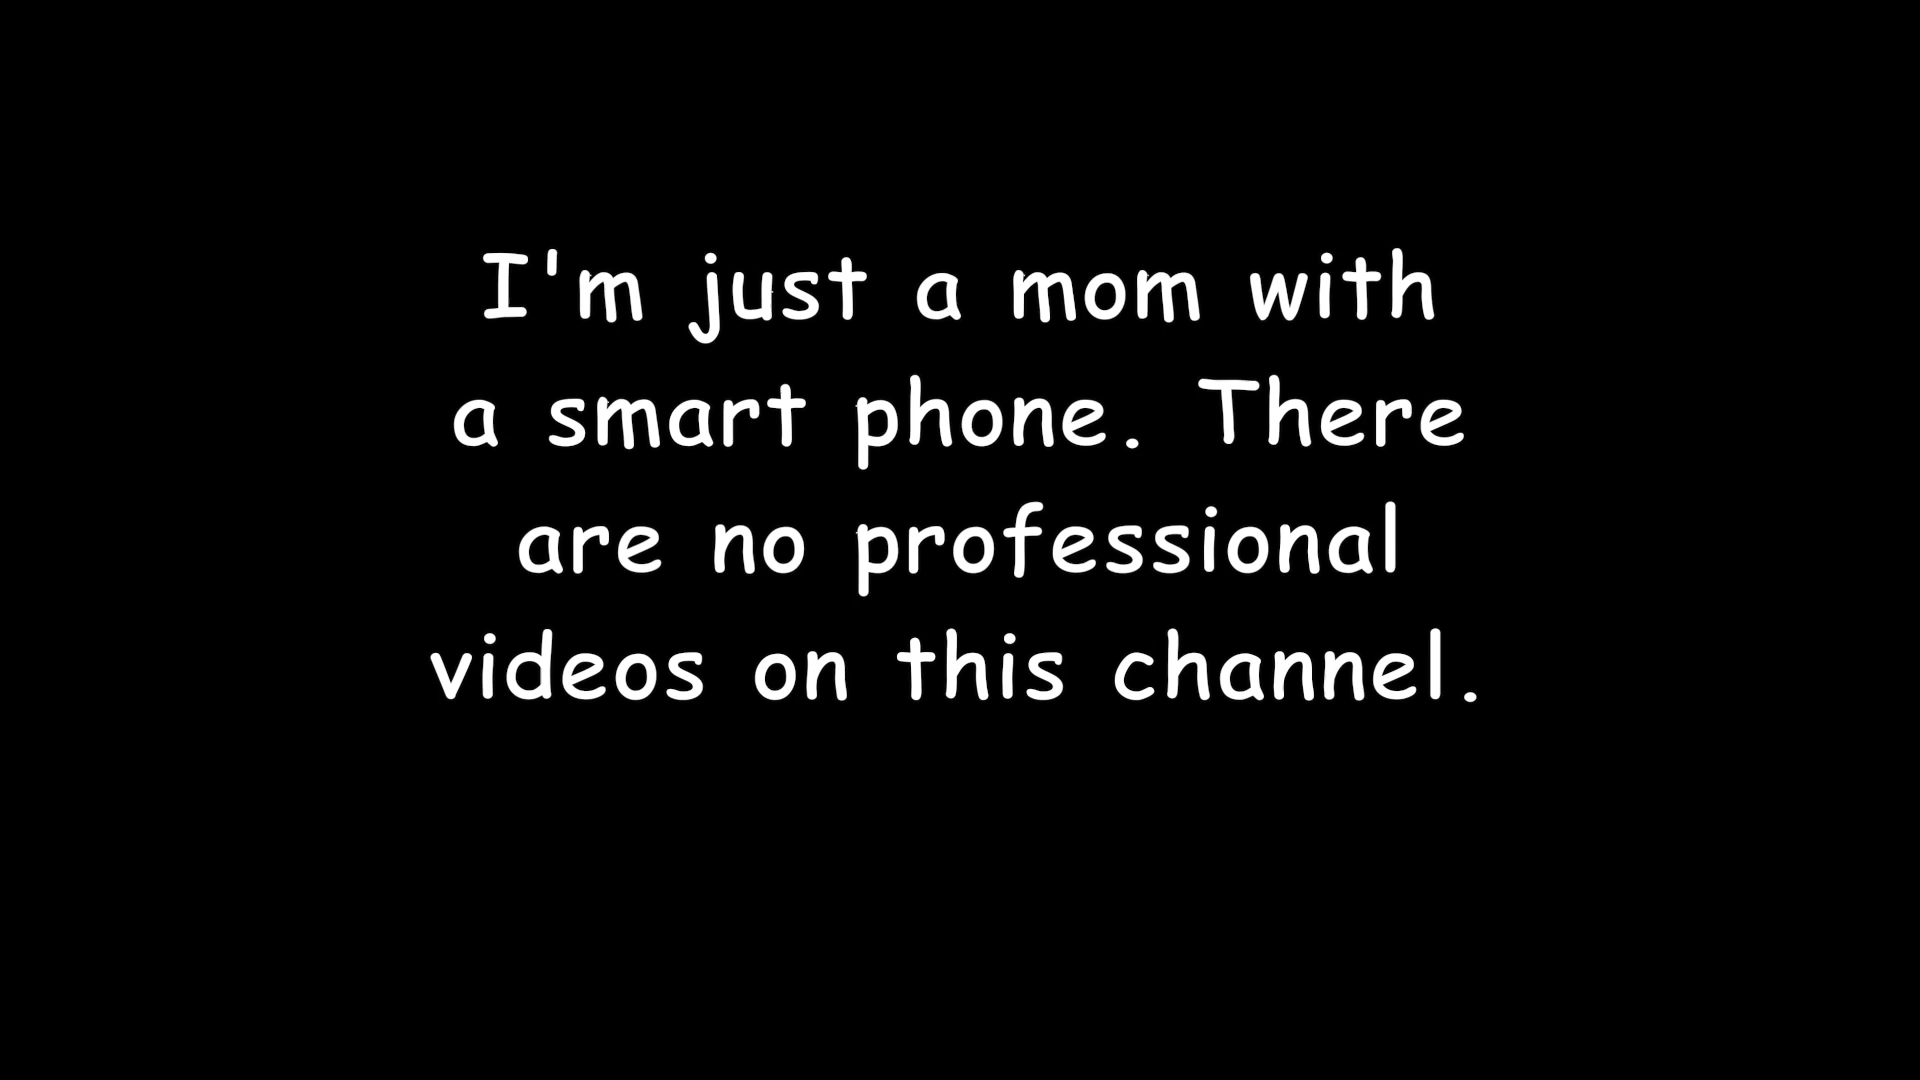 I'm just a mom with
a smart phone. There
are no professional
videos on this channel.